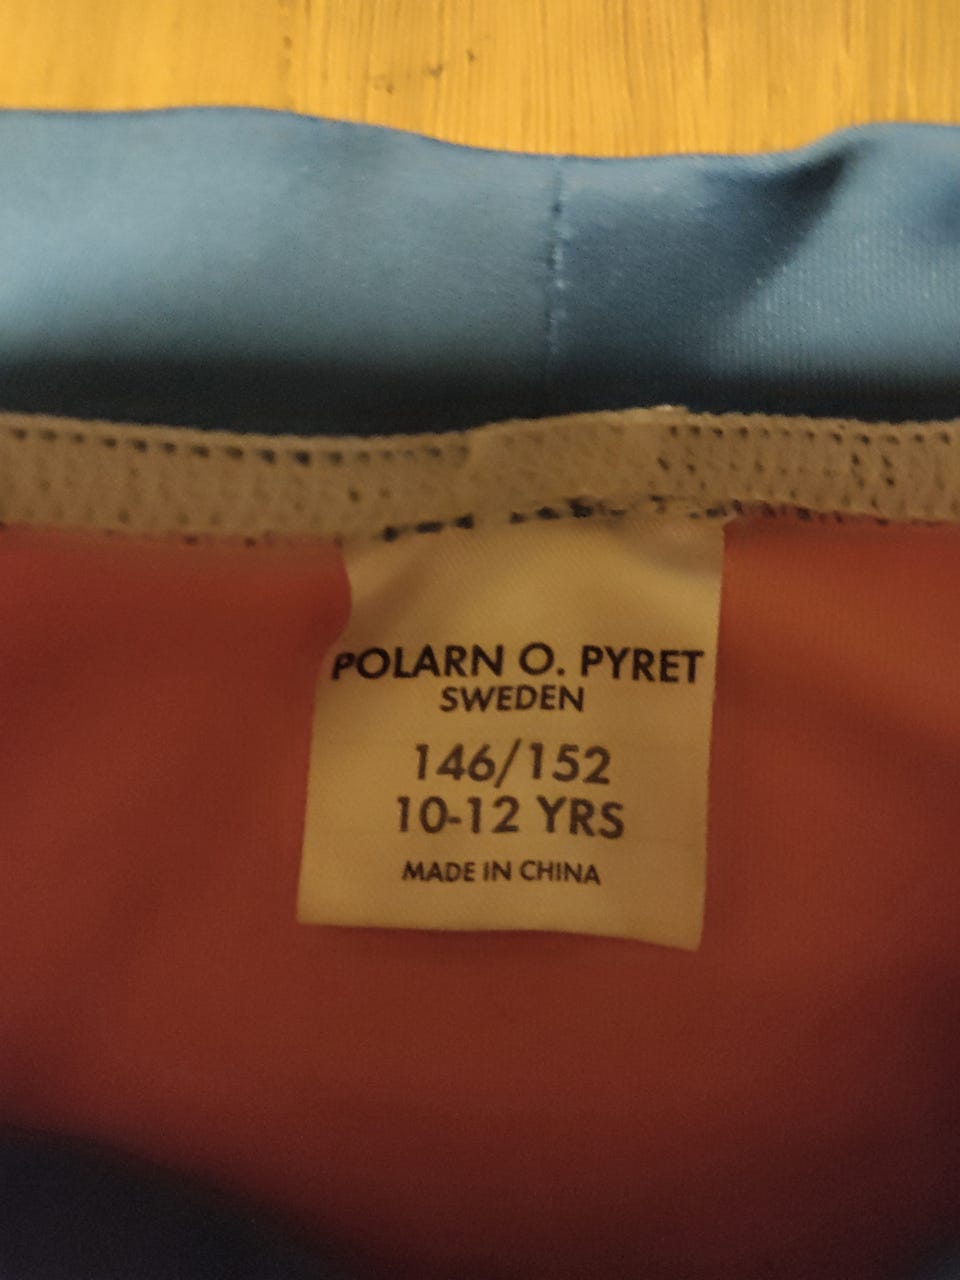 POLARN O. PYRET
SWEDEN
146/152
10-12 YRS
MADE IN CHINA